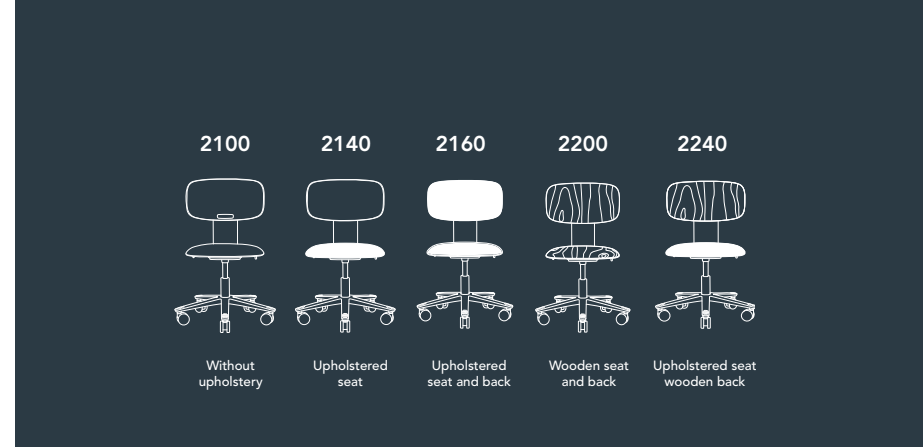 2100 2140 2160 2200 2240
Without Upholstered Upholstered Wooden seat Upholstered seat
upholstery seat seat and back and back wooden back